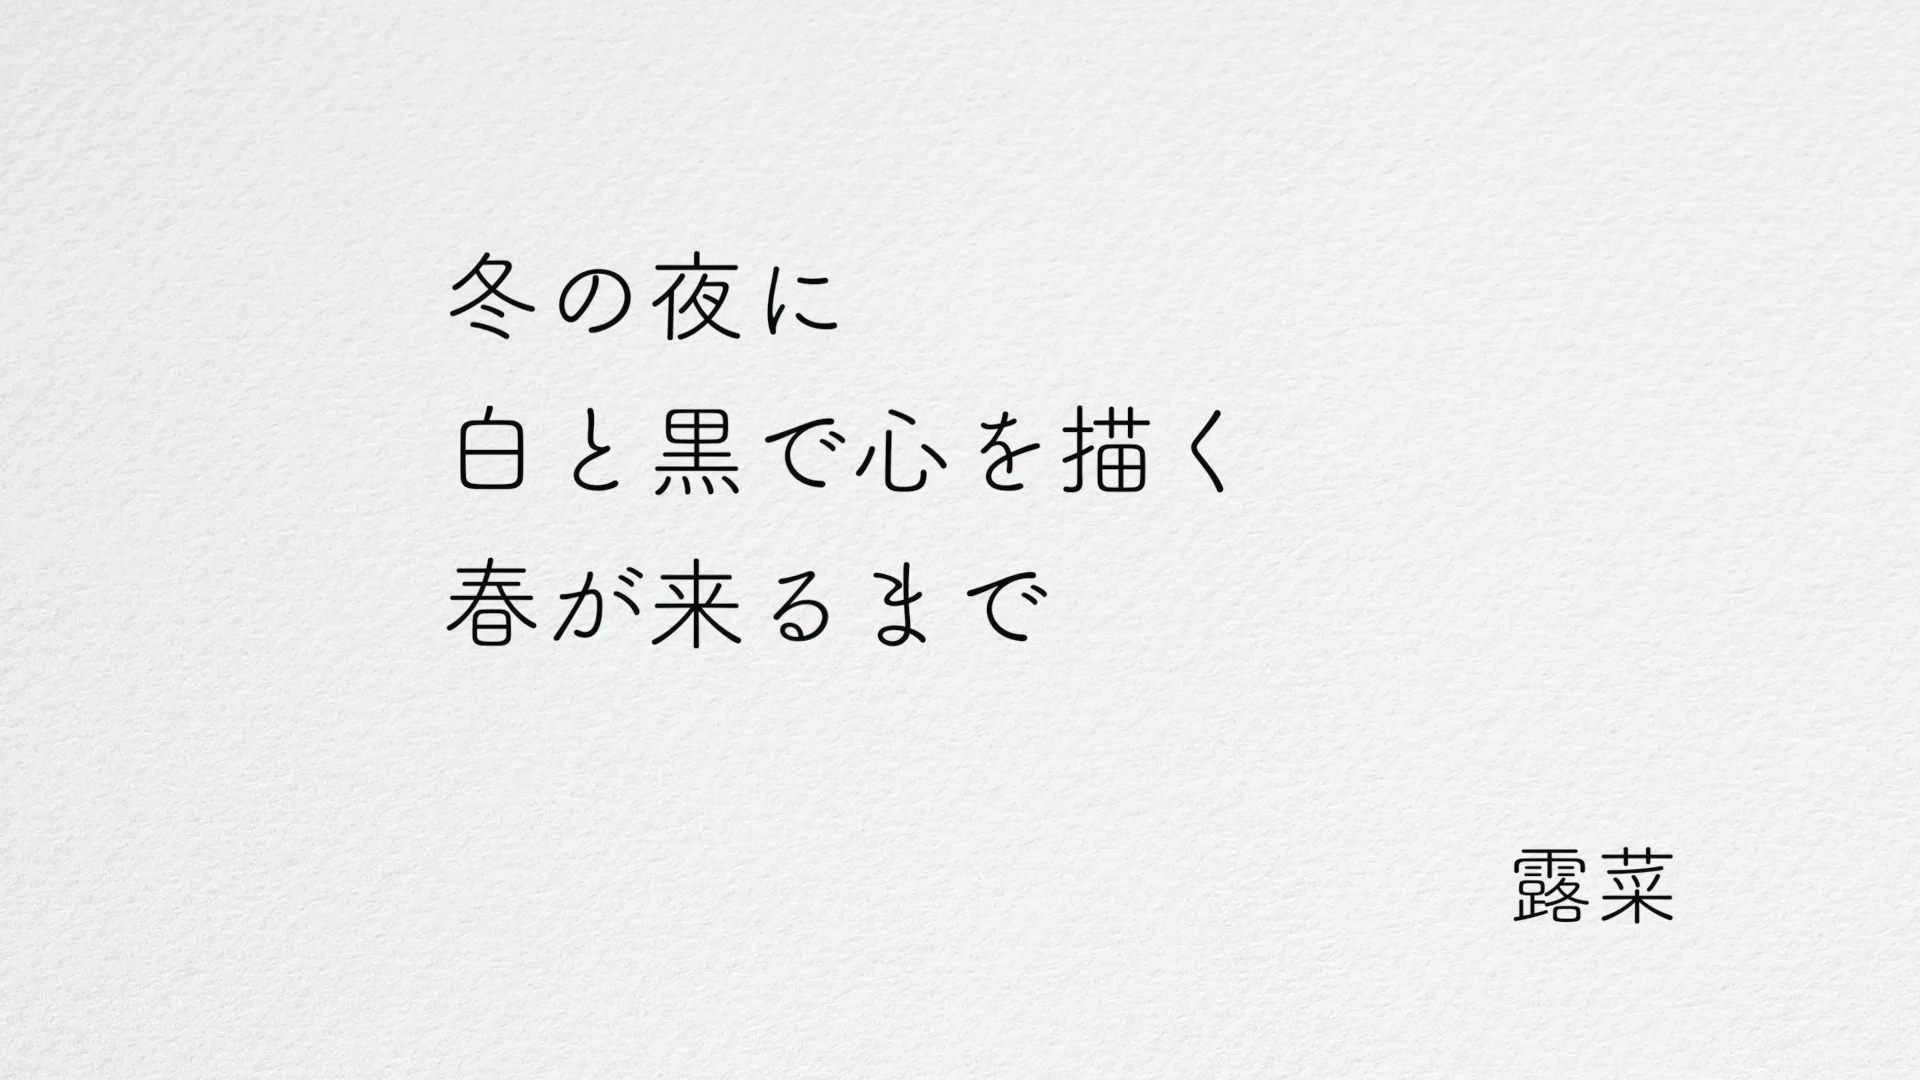 冬の夜に
白と黒で心を描く
春が来るまで
露菜